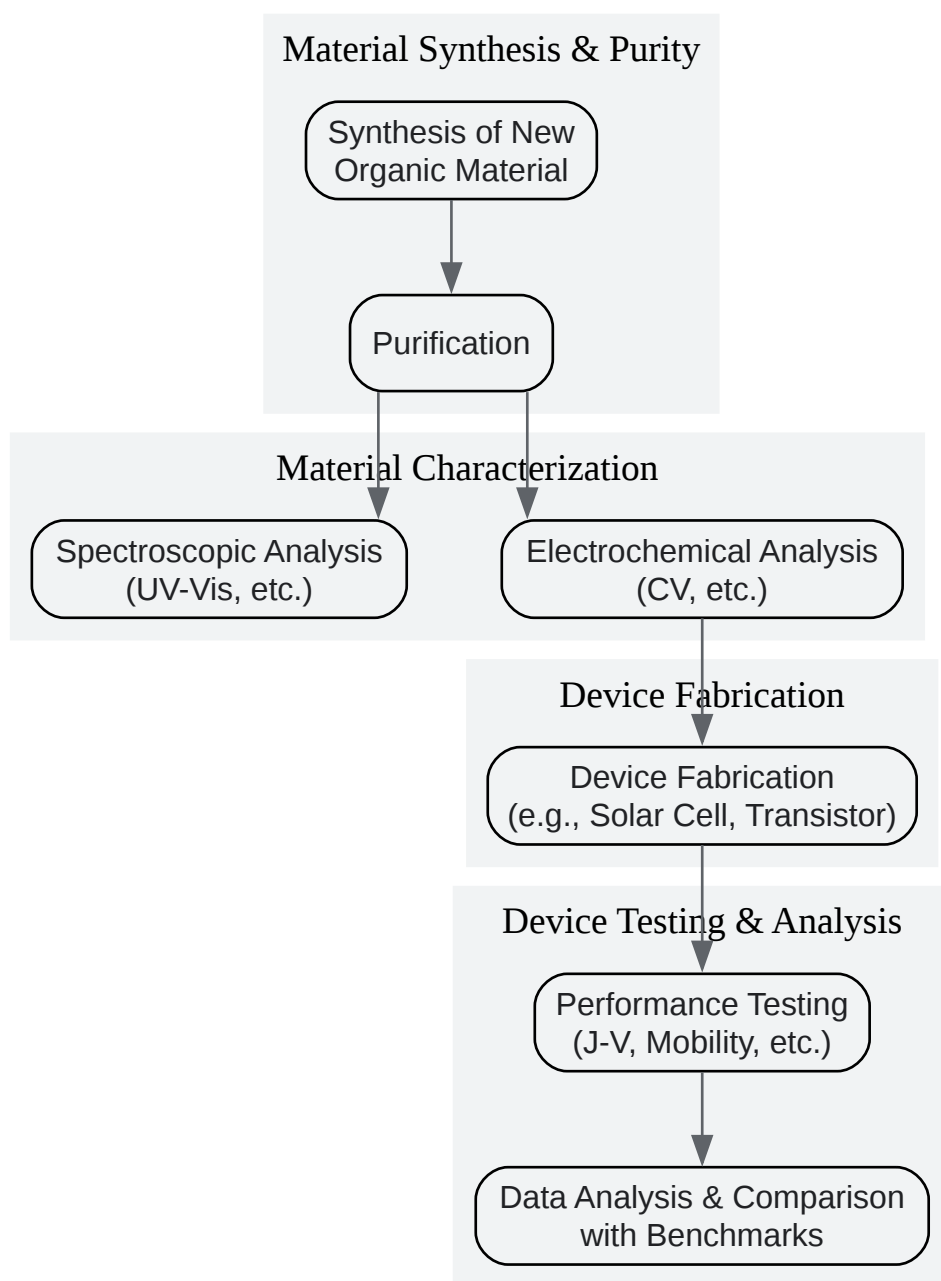 Material Synthesis & Purity
Synthesis of New
Organic Material
Purification
Material Characterization
Spectroscopic Analysis
(UV-Vis, etc.)
Electrochemical Analysis
(CV, etc.)
Device Fabrication
Device Fabrication
(e.g., Solar Cell, Transistor)
Device Testing & Analysis
Performance Testing
(J-V, Mobility, etc.)
Data Analysis & Comparison
with Benchmarks